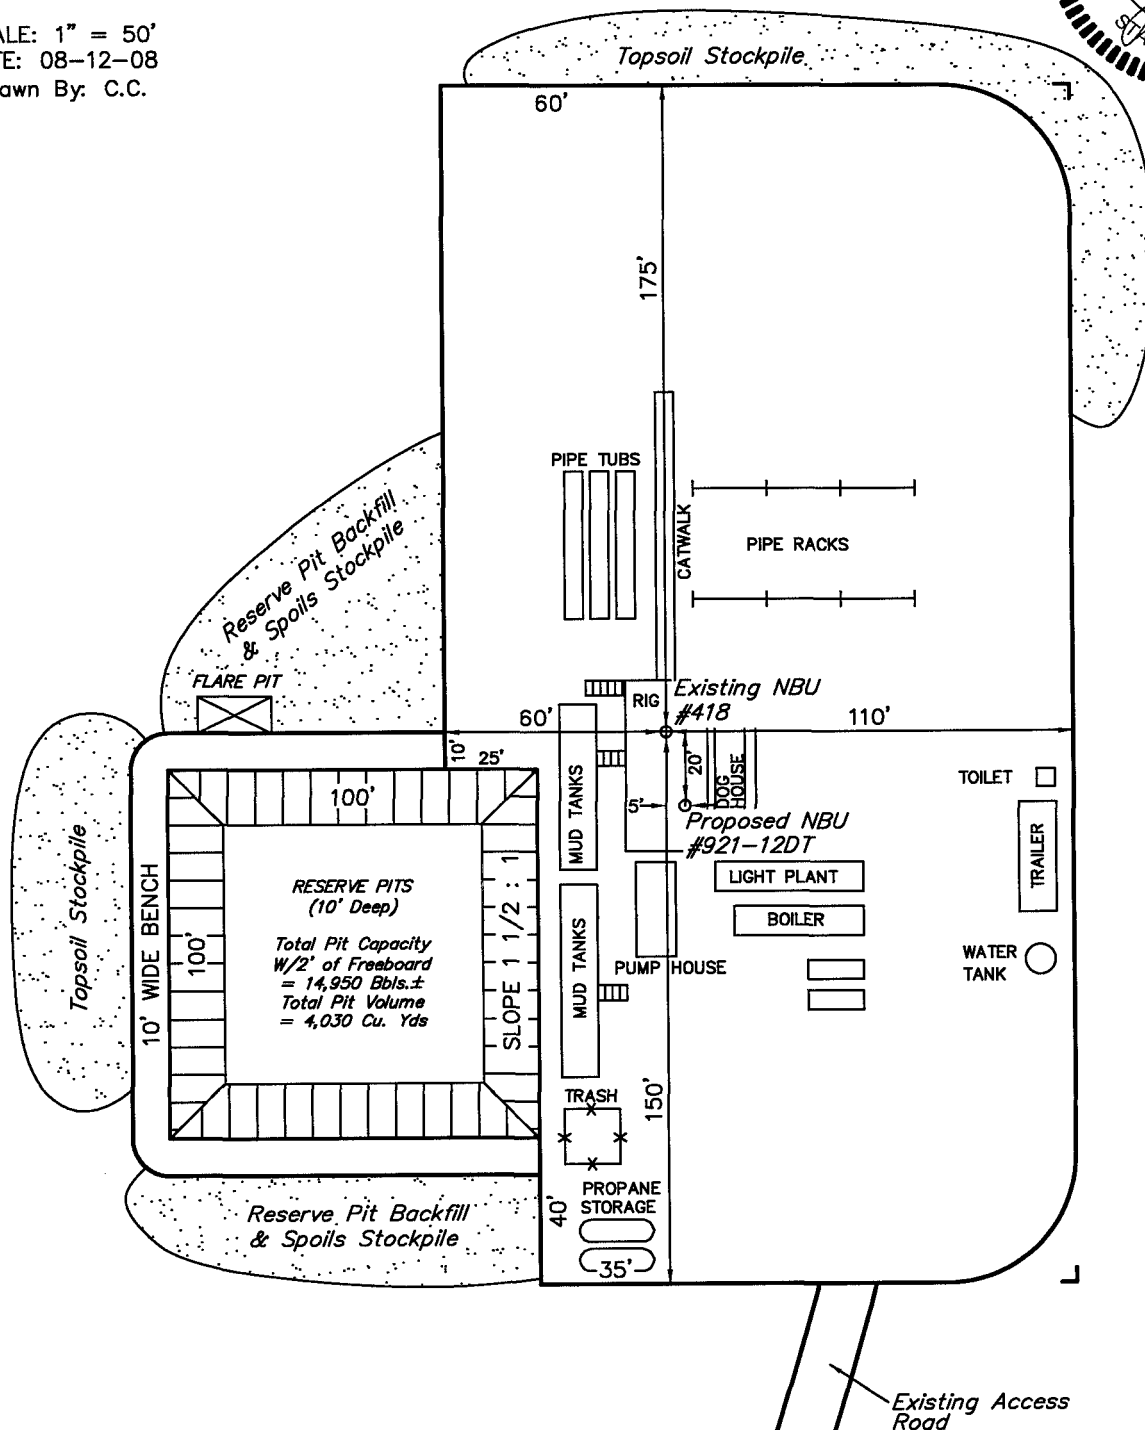 1" = 50'
08-12-08
By: C.C.
Topsoil Stockpile
60'
175'
PIPE TUBS
CATWALK
PIPE RACKS
Reserve Pit Backfill
& Spoils Stockpile
FLARE PIT
RIG
Existing NBU
#418
60'
110'
10'
25'
20'
DOG
HOUSE
5'
Proposed NBU
#921-12DT
TOILET
TRAILER
MUD TANKS
100'
Topsoil Stockpile
10' WIDE BENCH
100'
RESERVE PITS
(10' Deep)
Total Pit Capacity
W/2' of Freeboard
= 14,950 Bbls.±
Total Pit Volume
= 4,030 Cu. Yds
SLOPE 1 1/2 : 1
MUD TANKS
LIGHT PLANT
BOILER
PUMP HOUSE
WATER
TANK
TRASH
150'
PROPANE
STORAGE
40'
35'
Reserve Pit Backfill
& Spoils Stockpile
Existing Access
Road